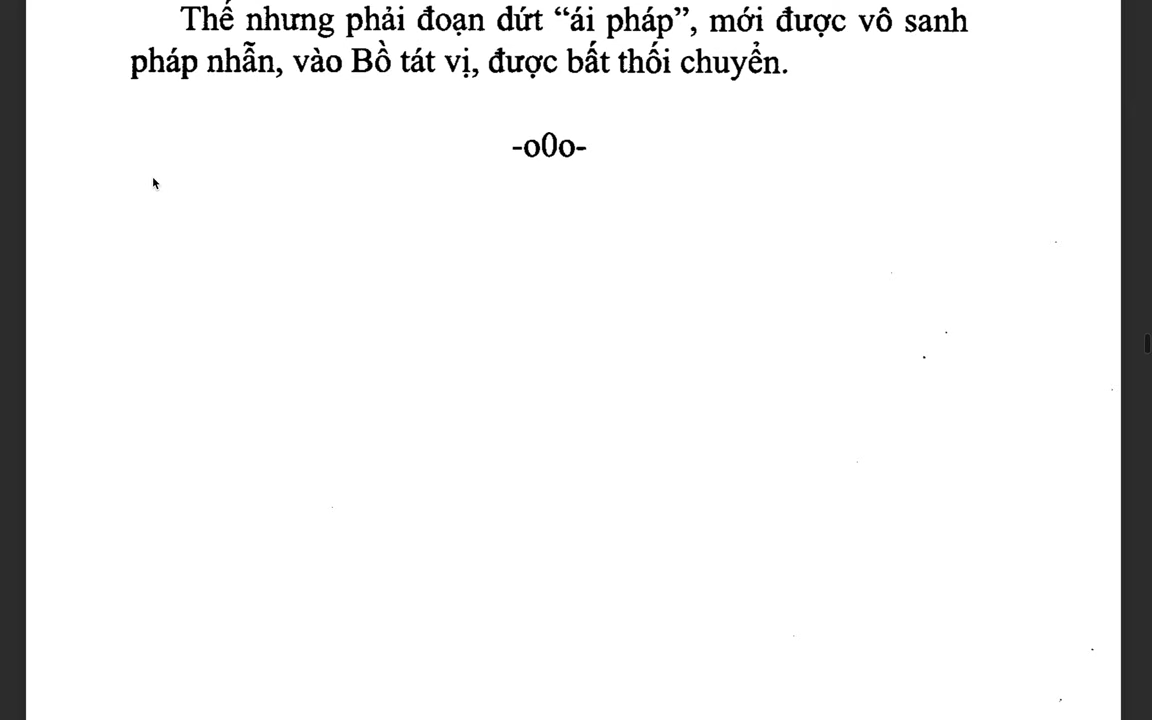 Thế nhưng phải đoạn dứt “ái pháp”, mới được vô sanh
pháp nhẫn, vào Bồ tát vị, được bất thối chuyển.
-o0o-